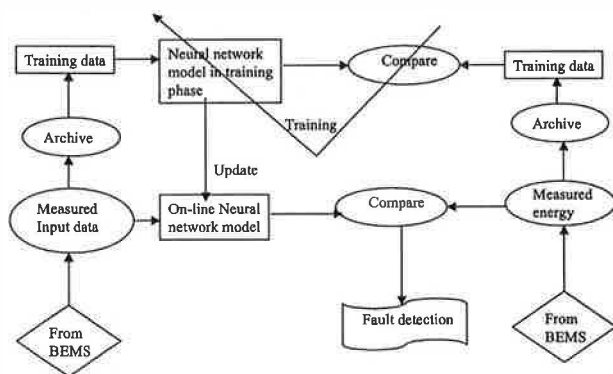 Training data
Neural network
model in training
phase
Compare
Training data
Training
Archive
Archive
Update
Measured
Input data
On-line Neural
network model
Compare
Measured
energy
From
BEMS
Fault detection
From
BEMS